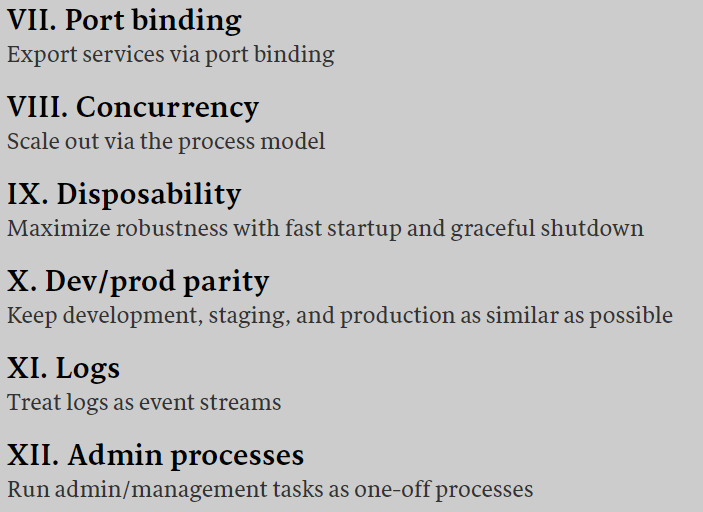 VII. Port binding
Export services via port binding
VIII. Concurrency
Scale out via the process model
IX. Disposability
Maximize robustness with fast startup and graceful shutdown
X. Dev/prod parity
Keep development, staging, and production as similar as possible
XI. Logs
Treat logs as event streams
XII. Admin processes
Run admin/management tasks as one-off processes